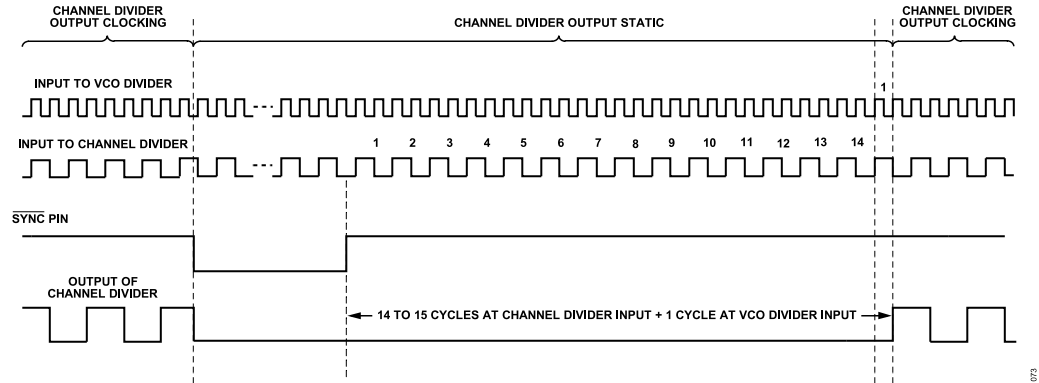 CHANNEL DIVIDER
OUTPUT CLOCKING
CHANNEL DIVIDER OUTPUT STATIC
CHANNEL DIVIDER
OUTPUT CLOCKING
INPUT TO VCO DIVIDER
1
INPUT TO CHANNEL DIVIDER
1 2 3 4 5 6 7 8 9 10 11 12 13 14
SYNC PIN
OUTPUT OF
CHANNEL DIVIDER
14 TO 15 CYCLES AT CHANNEL DIVIDER INPUT + 1 CYCLE AT VCO DIVIDER INPUT
073